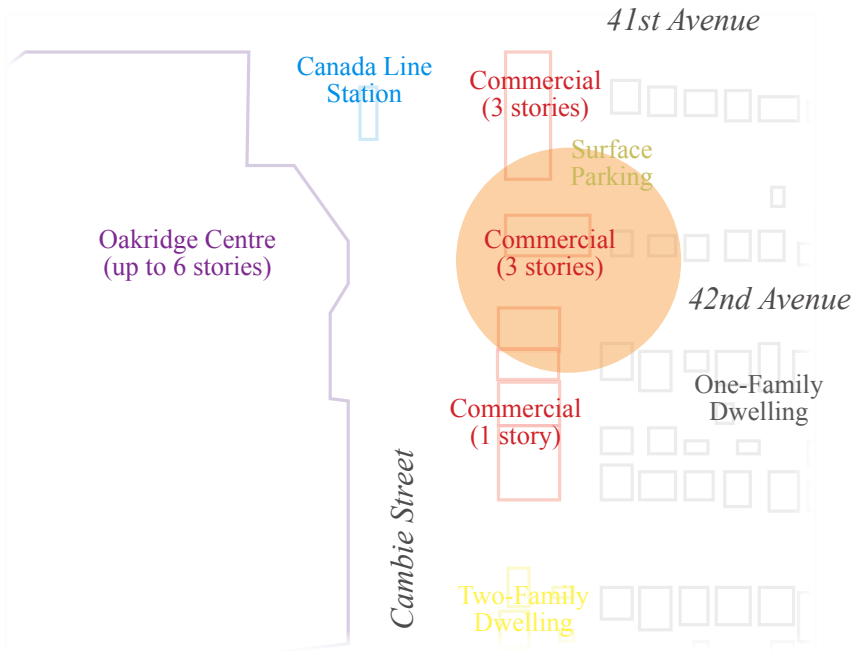 41st Avenue
Canada Line
Station
Commercial
(3 stories)
Surface
Parking
Oakridge Centre
(up to 6 stories)
Commercial
(3 stories)
42nd Avenue
One-Family
Dwelling
Commercial
(1 story)
Cambie Street
Two-Family
Dwelling